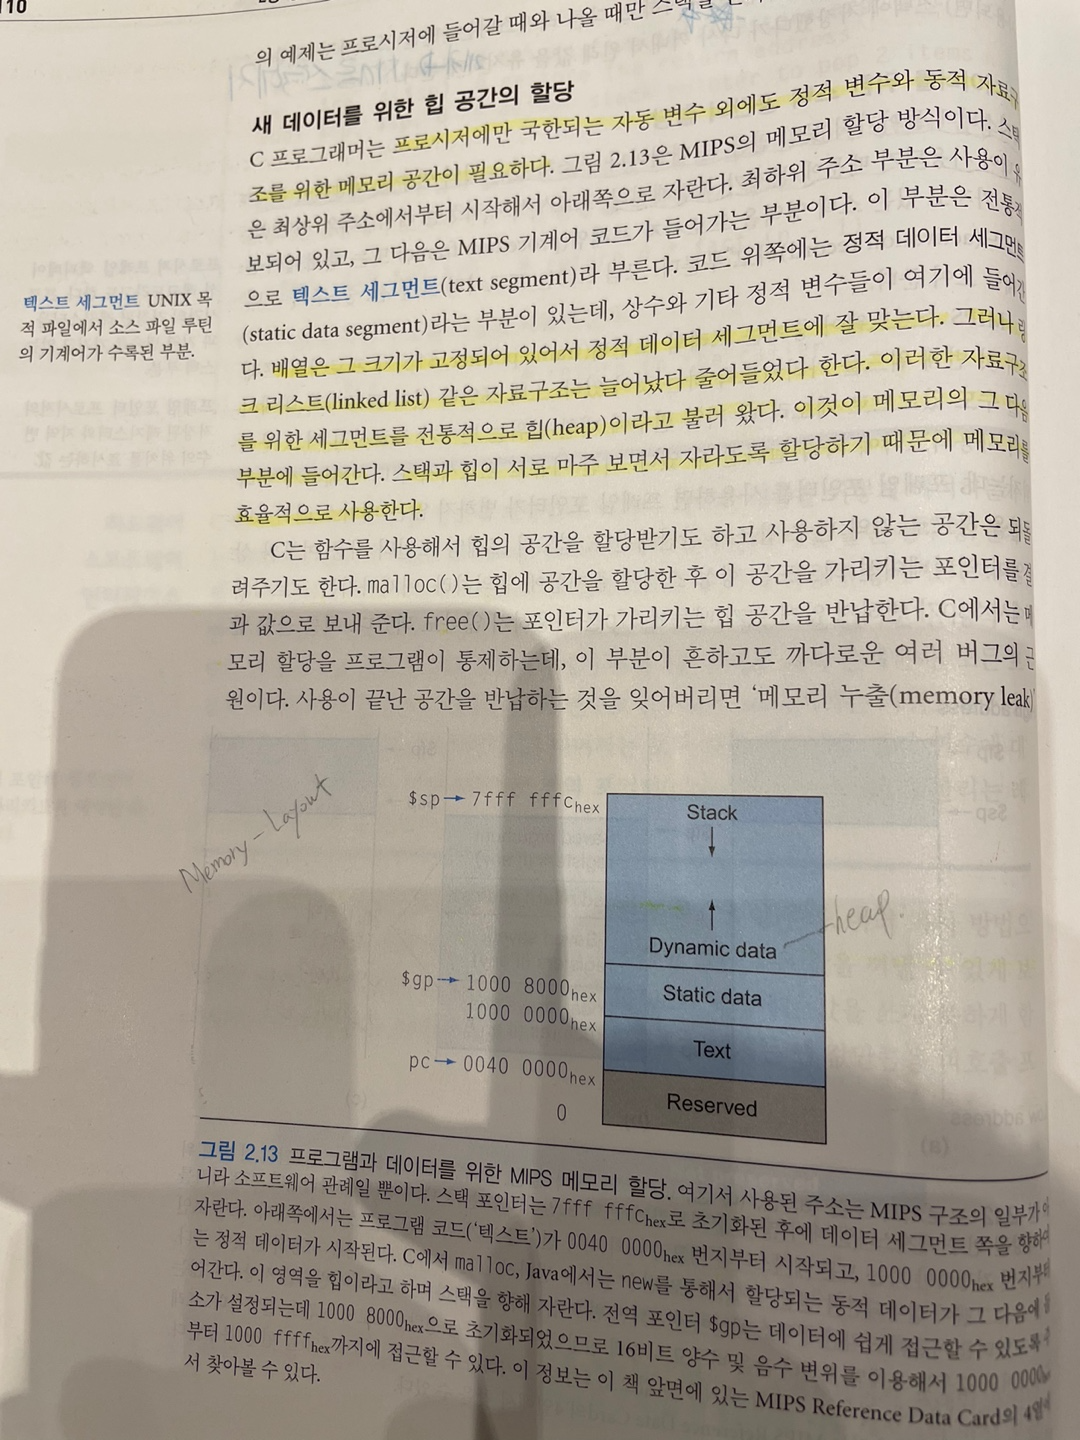 110
의 예제는 프로시저에 들어갈 때와 나올 때만
새 데이터를 위한 힙 공간의 할당
C 프로그래머는 프로시저에만 국한되는 자동 변수 외에도 정적 변수와 동적 자료구
조를 위한 메모리 공간이 필요하다. 그림 2.13은 MIPS의 메모리 할당 방식이다. 스택
은 최상위 주소에서부터 시작해서 아래쪽으로 자란다. 최하위 주소 부분은 사용이 유
보되어 있고, 그 다음은 MIPS 기계어 코드가 들어가는 부분이다. 이 부분은 전통적
으로 텍스트 세그먼트(text segment)라 부른다. 코드 위쪽에는 정적 데이터 세그먼트
(static data segment)라는 부분이 있는데, 상수와 기타 정적 변수들이 여기에 들어간
다. 배열은 그 크기가 고정되어 있어서 정적 데이터 세그먼트에 잘 맞는다. 그러나 링
크 리스트(linked list) 같은 자료구조는 늘어났다 줄어들었다 한다. 이러한 자료구조
를 위한 세그먼트를 전통적으로 힙(heap)이라고 불러 왔다. 이것이 메모리의 그 다음
부분에 들어간다. 스택과 힙이 서로 마주 보면서 자라도록 할당하기 때문에 메모리를
효율적으로 사용한다.
텍스트 세그먼트 UNIX 목
적 파일에서 소스 파일 루틴
의 기계어가 수록된 부분.
C는 함수를 사용해서 힙의 공간을 할당받기도 하고 사용하지 않는 공간은 되돌
려주기도 한다. malloc()는 힙에 공간을 할당한 후 이 공간을 가리키는 포인터를 결
과 값으로 보내 준다. free()는 포인터가 가리키는 힙 공간을 반납한다. C에서는 메
모리 할당을 프로그램이 통제하는데, 이 부분이 흔하고도 까다로운 여러 버그의 근
원이다. 사용이 끝난 공간을 반납하는 것을 잊어버리면 ‘메모리 누출(memory leak)’
Memory-Layout
$sp→ 7fff fffc hex
Stack
Dynamic data
heap.
$gp→ 1000 8000 hex
Static data
1000 0000 hex
Text
pc→ 0040 0000 hex
Reserved
0
그림 2.13 프로그램과 데이터를 위한 MIPS 메모리 할당. 여기서 사용된 주소는 MIPS 구조의 일부가 아
니라 소프트웨어 관례일 뿐이다. 스택 포인터는 7fff fffc hex로 초기화된 후에 데이터 세그먼트 쪽을 향하여
자란다. 아래쪽에서는 프로그램 코드(‘텍스트’)가 0040 0000 hex 번지부터 시작되고, 1000 0000 hex 번지부터
는 정적 데이터가 시작된다. C에서 malloc, Java에서는 new를 통해서 할당되는 동적 데이터가 그 다음에 들
어간다. 이 영역을 힙이라고 하며 스택을 향해 자란다. 전역 포인터 $gp는 데이터에 쉽게 접근할 수 있도록 주
소가 설정되는데 1000 8000 hex으로 초기화되었으므로 16비트 양수 및 음수 변위를 이용해서 1000 0000 hex
부터 1000 ffff hex까지에 접근할 수 있다. 이 정보는 이 책 앞면에 있는 MIPS Reference Data Card의 4열에
서 찾아볼 수 있다.